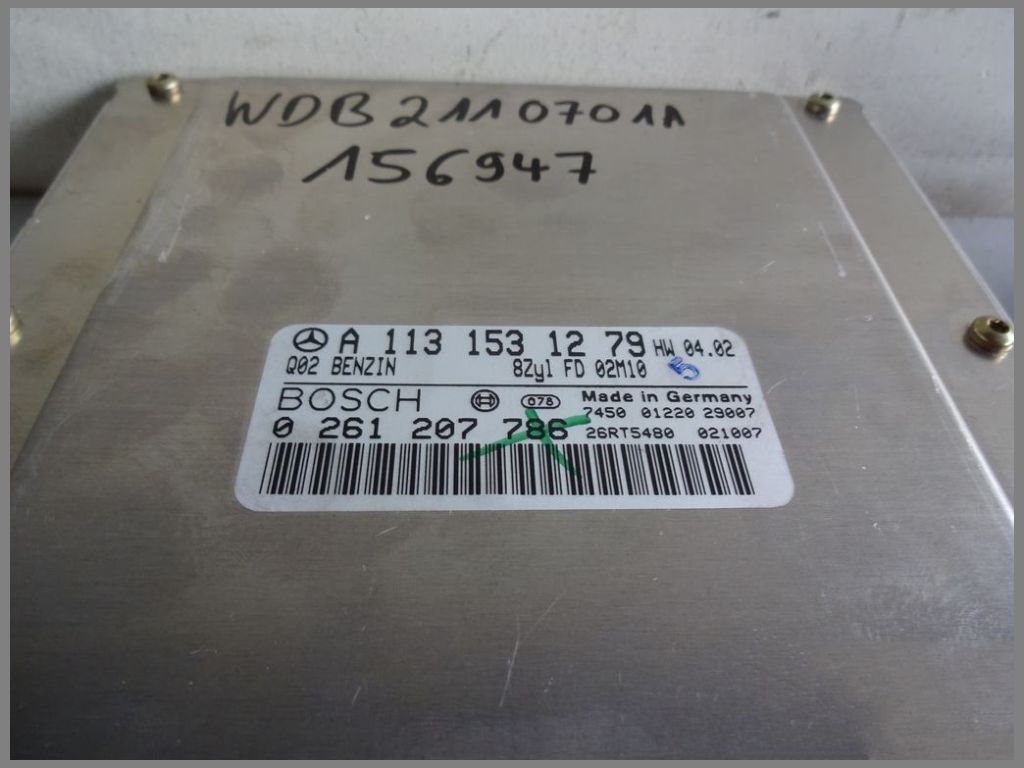 WDB2110701A
156947
A 113 153 12 79 HW 04.02
Q02 BENZIN 8Zyl FD 02M10 5
BOSCH 078 Made in Germany
7450 01220 29007
0 261 207 786 26RT5480 021007